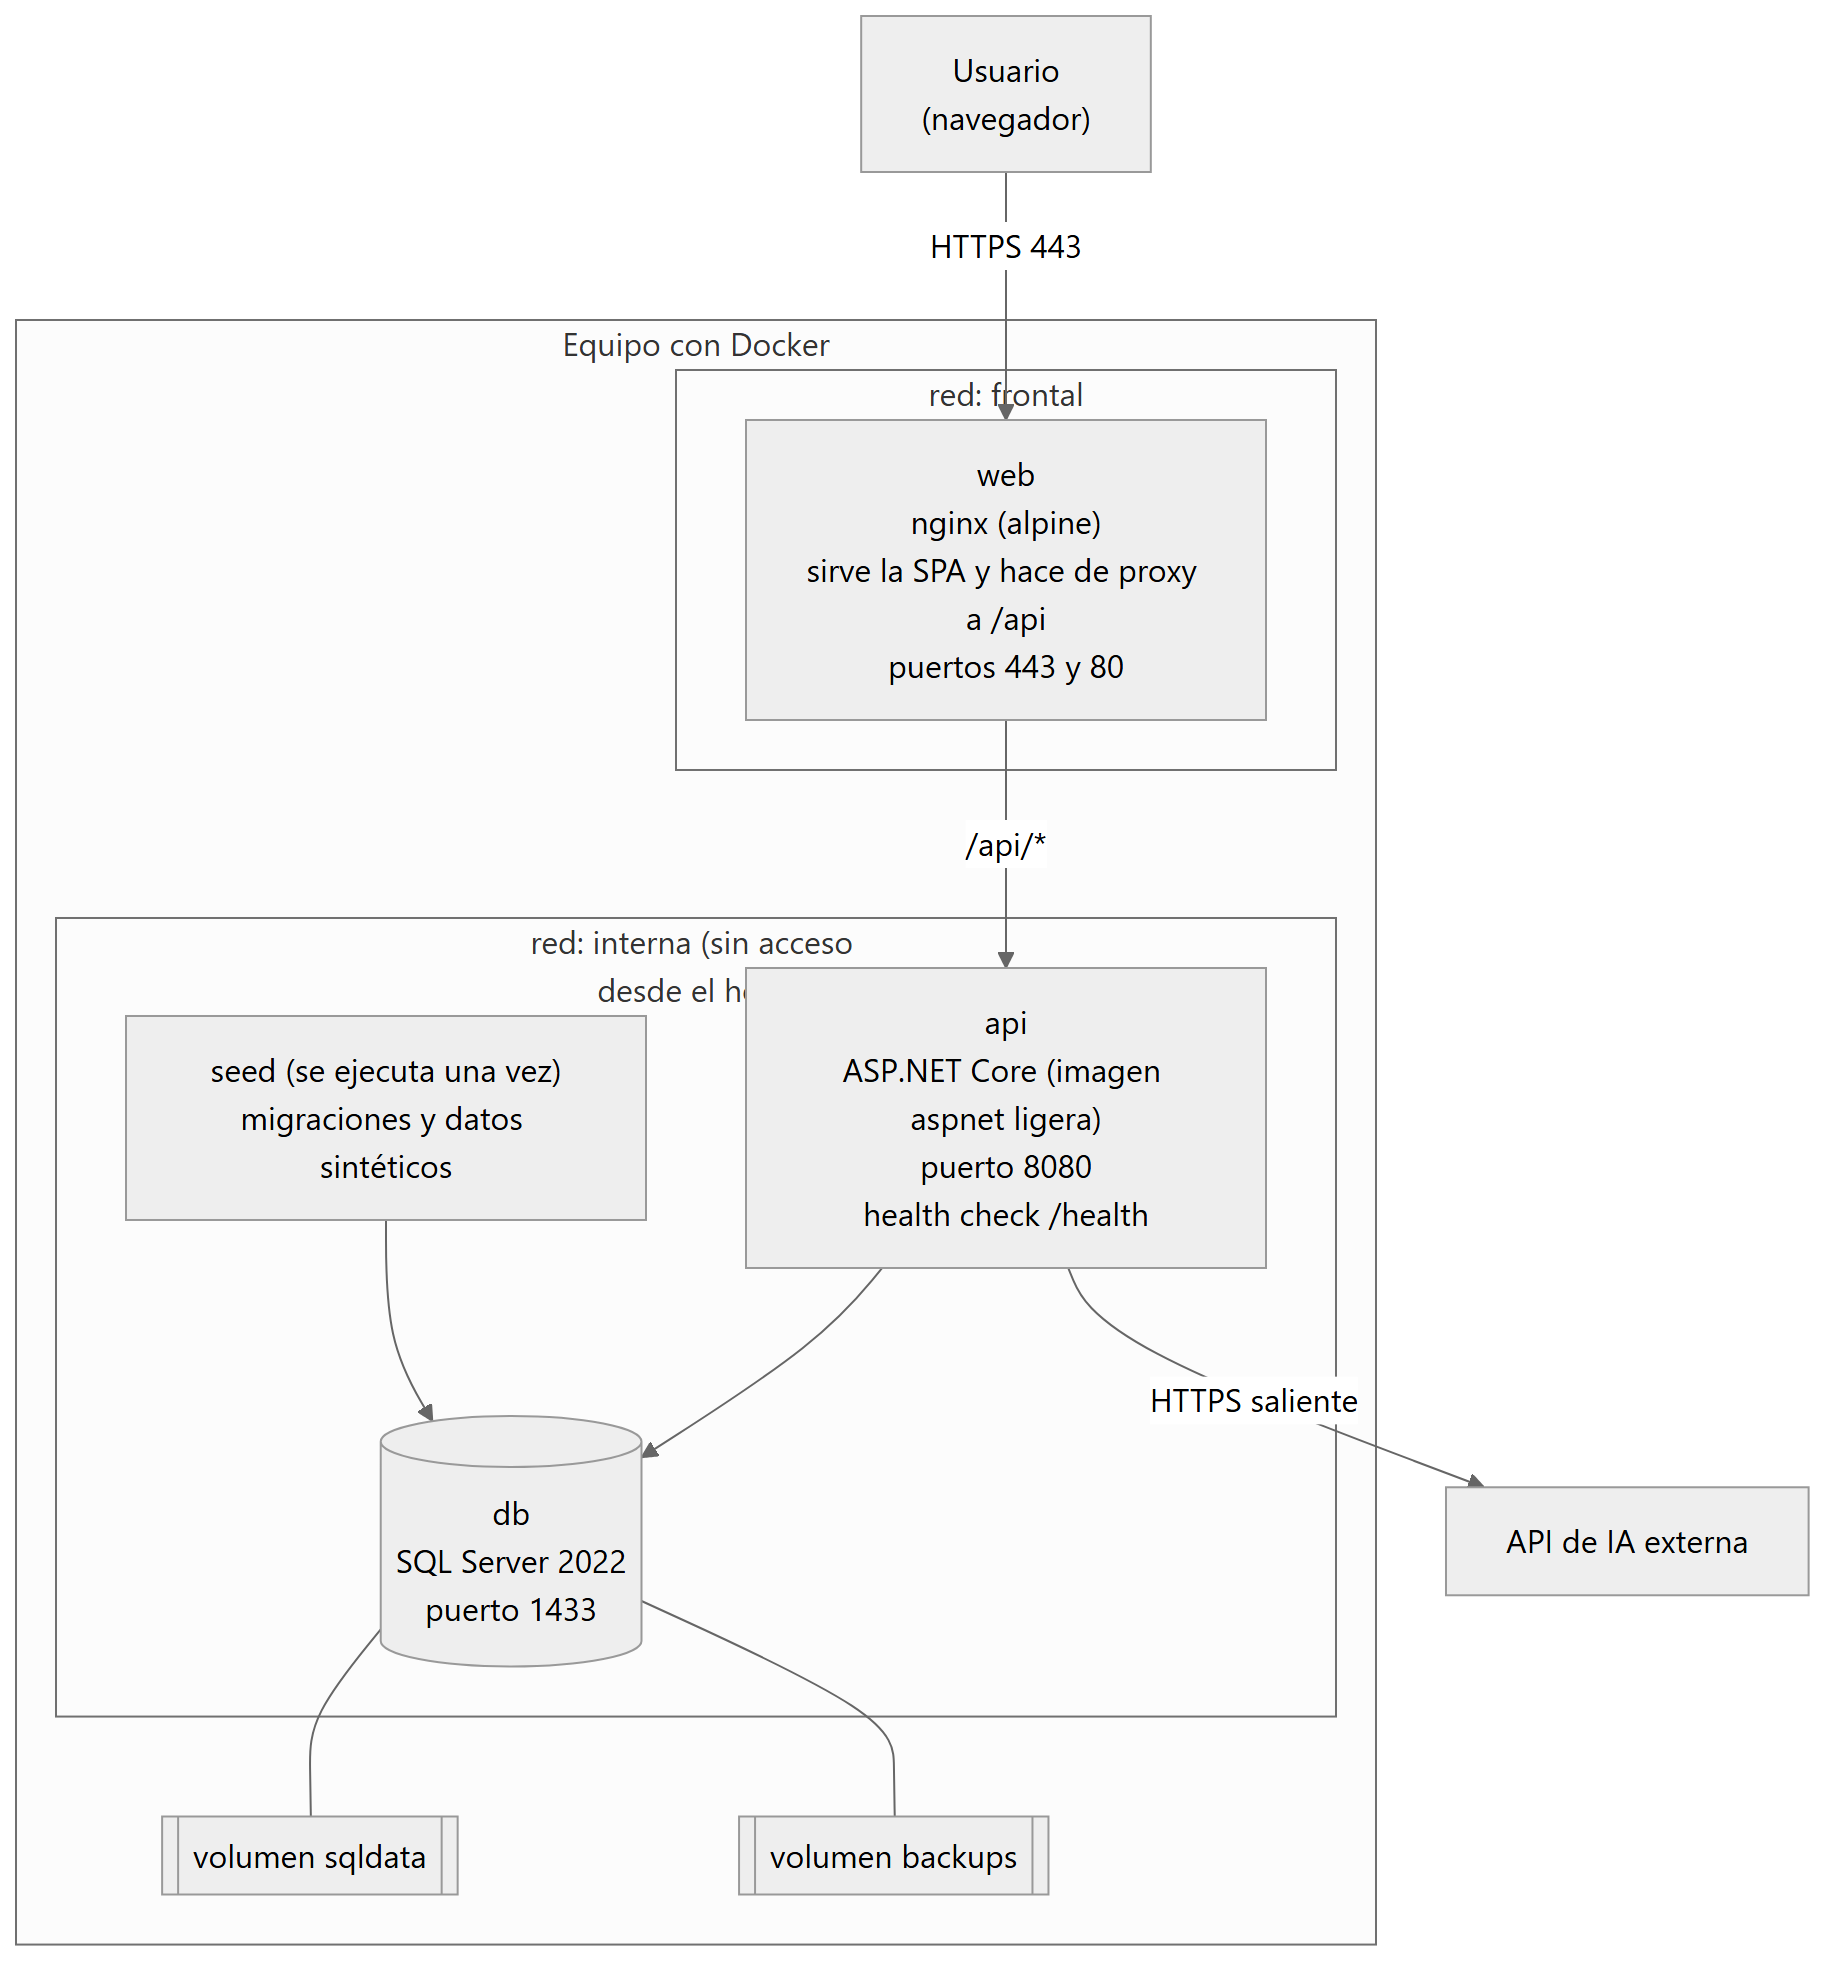 Usuario
(navegador)
HTTPS 443
Equipo con Docker
red: frontal
web
nginx (alpine)
sirve la SPA y hace de proxy
a /api
puertos 443 y 80
/api/*
red: interna (sin acceso
desde el
seed (se ejecuta una vez)
migraciones y datos
sintéticos
api
ASP.NET Core (imagen
aspnet ligera)
puerto 8080
health check /health
HTTPS saliente
API de IA externa
db
SQL Server 2022
puerto 1433
volumen sqldata
volumen backups